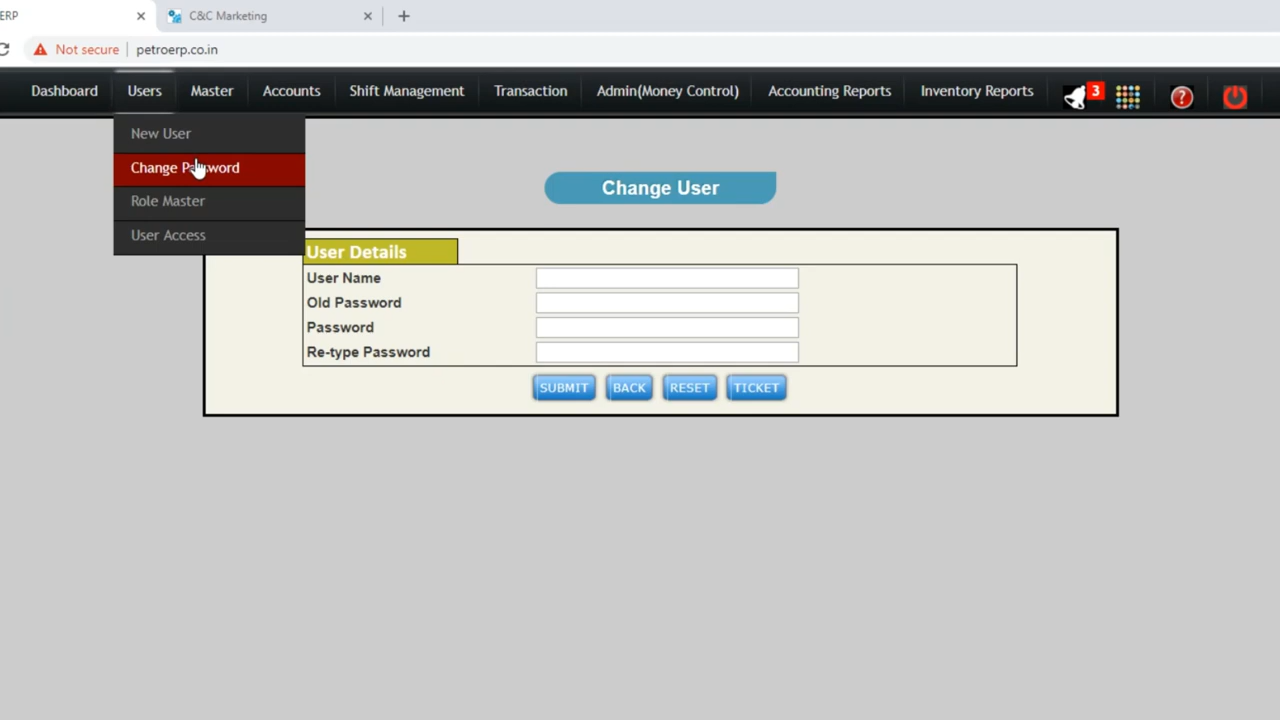 ERP
C&C Marketing
Not secure petroerp.co.in
Dashboard Users Master Accounts Shift Management Transaction Admin(Money Control) Accounting Reports Inventory Reports 3 ?
New User
Change Password
Role Master
User Access
Change User
User Details
User Name
Old Password
Password
Re-type Password
SUBMIT BACK RESET TICKET